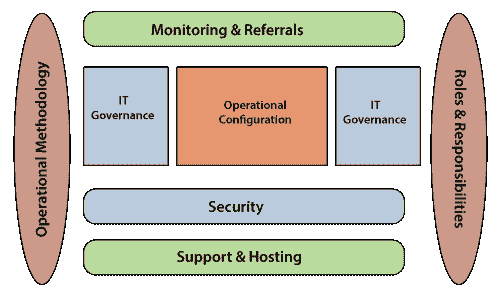 Operational Methodology
Monitoring & Referrals
IT
Governance
Operational
Configuration
IT
Governance
Security
Support & Hosting
Roles & Responsibilities